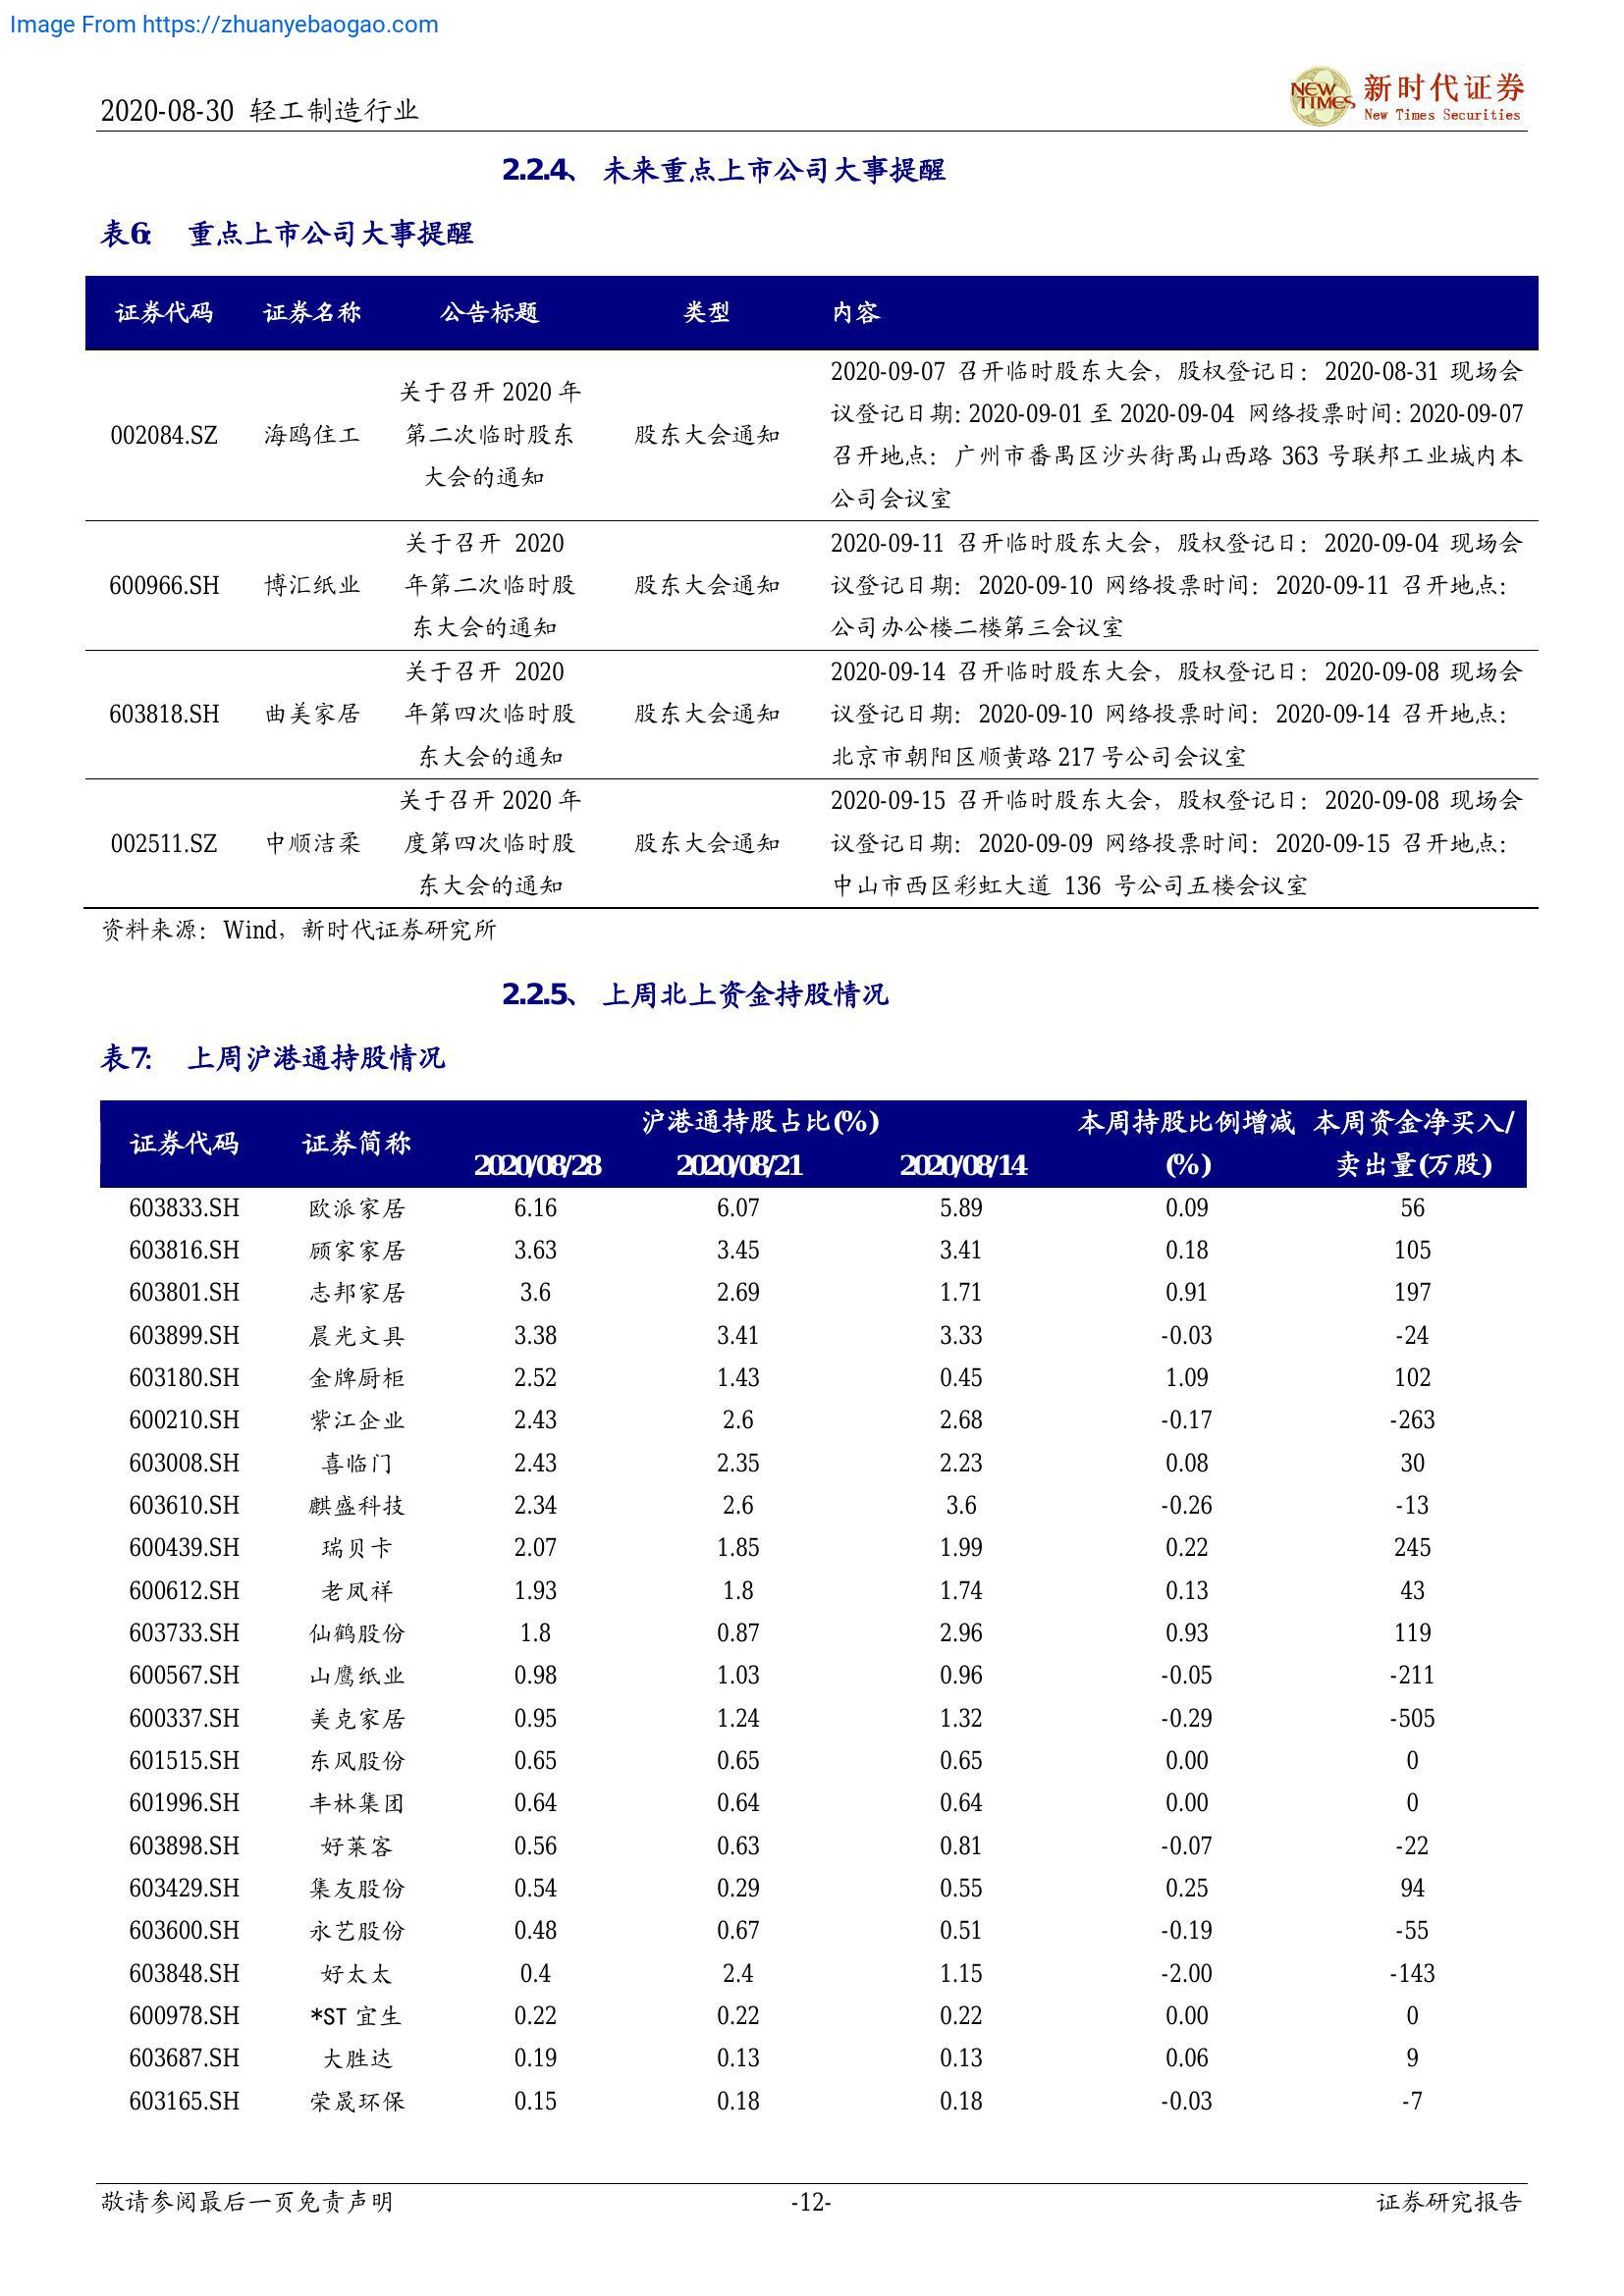 Image From https://zhuanyebaogao.com
2020-08-30 轻工制造行业
NEW TIMES 新时代证券
New Times Securities
2.2.4、 未来重点上市公司大事提醒
表6: 重点上市公司大事提醒
证券代码 证券名称 公告标题 类型 内容
002084.SZ 海鸥住工 关于召开 2020 年 股东大会通知 2020-09-07 召开临时股东大会，股权登记日：2020-08-31 现场会
第二次临时股东 议登记日期: 2020-09-01 至 2020-09-04 网络投票时间: 2020-09-07
大会的通知 召开地点：广州市番禺区沙头街禺山西路 363 号联邦工业城内本
公司会议室
600966.SH 博汇纸业 关于召开 2020 股东大会通知 2020-09-11 召开临时股东大会，股权登记日：2020-09-04 现场会
年第二次临时股 议登记日期：2020-09-10 网络投票时间：2020-09-11 召开地点：
东大会的通知 公司办公楼二楼第三会议室
603818.SH 曲美家居 关于召开 2020 股东大会通知 2020-09-14 召开临时股东大会，股权登记日：2020-09-08 现场会
年第四次临时股 议登记日期：2020-09-10 网络投票时间：2020-09-14 召开地点：
东大会的通知 北京市朝阳区顺黄路 217 号公司会议室
002511.SZ 中顺洁柔 关于召开 2020 年 股东大会通知 2020-09-15 召开临时股东大会，股权登记日：2020-09-08 现场会
度第四次临时股 议登记日期：2020-09-09 网络投票时间：2020-09-15 召开地点：
东大会的通知 中山市西区彩虹大道 136 号公司五楼会议室
资料来源：Wind，新时代证券研究所
2.2.5、 上周北上资金持股情况
表7: 上周沪港通持股情况
证券代码 证券简称 沪港通持股占比(%) 本周持股比例增减 本周资金净买入/
2020/08/28 2020/08/21 2020/08/14 (%) 卖出量(万股)
603833.SH 欧派家居 6.16 6.07 5.89 0.09 56
603816.SH 顾家家居 3.63 3.45 3.41 0.18 105
603801.SH 志邦家居 3.6 2.69 1.71 0.91 197
603899.SH 晨光文具 3.38 3.41 3.33 -0.03 -24
603180.SH 金牌厨柜 2.52 1.43 0.45 1.09 102
600210.SH 紫江企业 2.43 2.6 2.68 -0.17 -263
603008.SH 喜临门 2.43 2.35 2.23 0.08 30
603610.SH 麒盛科技 2.34 2.6 3.6 -0.26 -13
600439.SH 瑞贝卡 2.07 1.85 1.99 0.22 245
600612.SH 老凤祥 1.93 1.8 1.74 0.13 43
603733.SH 仙鹤股份 1.8 0.87 2.96 0.93 119
600567.SH 山鹰纸业 0.98 1.03 0.96 -0.05 -211
600337.SH 美克家居 0.95 1.24 1.32 -0.29 -505
601515.SH 东风股份 0.65 0.65 0.65 0.00 0
601996.SH 丰林集团 0.64 0.64 0.64 0.00 0
603898.SH 好莱客 0.56 0.63 0.81 -0.07 -22
603429.SH 集友股份 0.54 0.29 0.55 0.25 94
603600.SH 永艺股份 0.48 0.67 0.51 -0.19 -55
603848.SH 好太太 0.4 2.4 1.15 -2.00 -143
600978.SH *ST 宜生 0.22 0.22 0.22 0.00 0
603687.SH 大胜达 0.19 0.13 0.13 0.06 9
603165.SH 荣晟环保 0.15 0.18 0.18 -0.03 -7
敬请参阅最后一页免责声明 -12- 证券研究报告